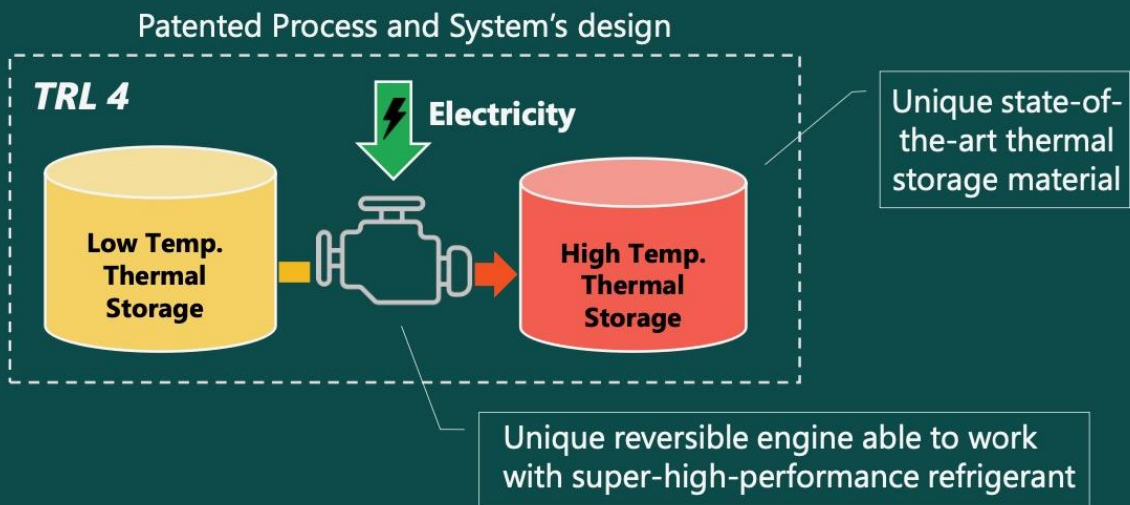 Patented Process and System's design
TRL 4
Electricity
Low Temp.
Thermal
Storage
High Temp.
Thermal
Storage
Unique state-of-
the-art thermal
storage material
Unique reversible engine able to work
with super-high-performance refrigerant